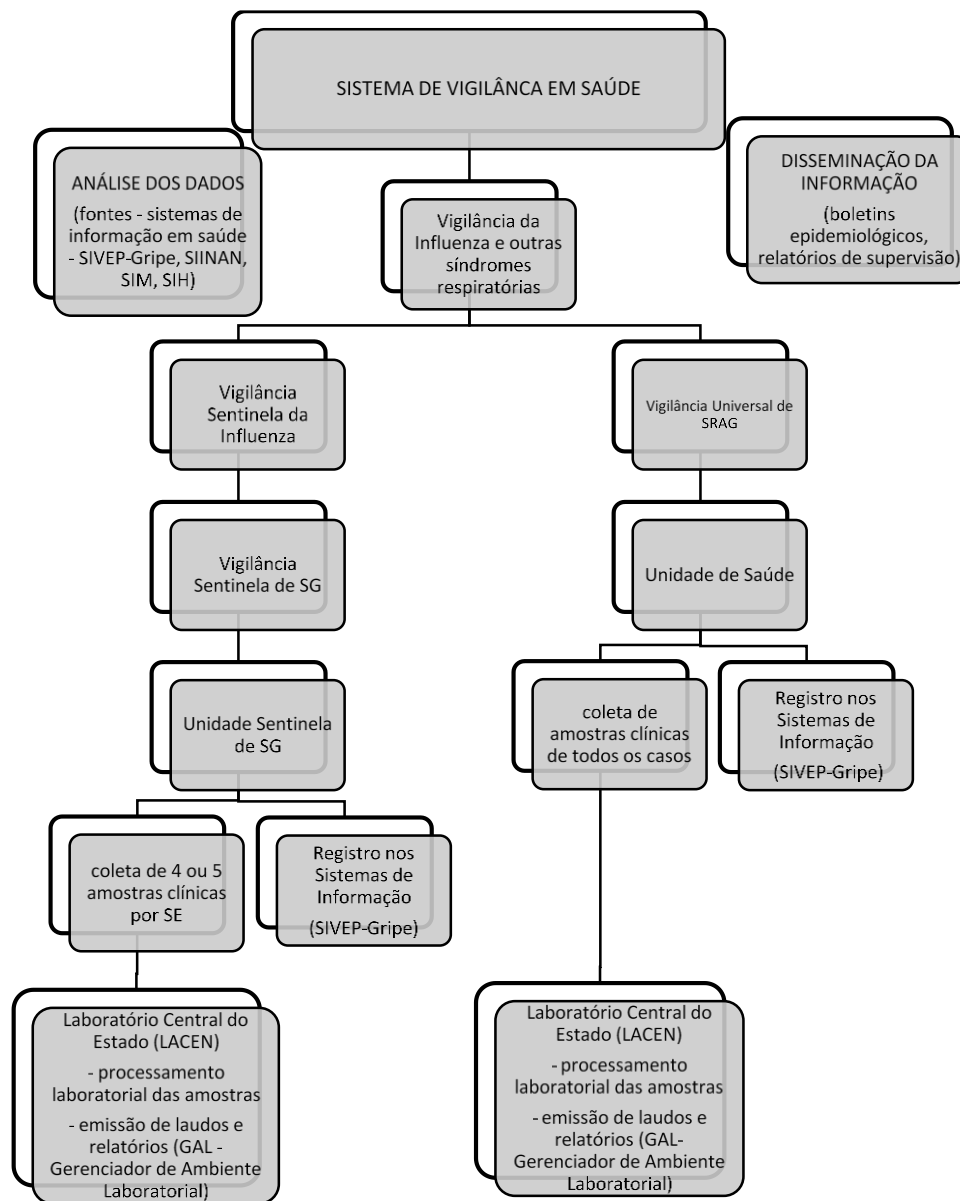 SISTEMA DE VIGILÂNCA EM SAÚDE
ANÁLISE DOS DADOS
(fontes - sistemas de
informação em saúde
- SIVEP-Gripe, SIINAN,
SIM, SIH)
Vigilância da
Influenza e outras
síndromes
respiratórias
DISSEMINAÇÃO DA
INFORMAÇÃO
(boletins
epidemiológicos,
relatórios de supervisão)
Vigilância
Sentinela da
Influenza
Vigilância Universal de
SRAG
Vigilância
Sentinela de SG
Unidade de Saúde
Unidade Sentinela
de SG
coleta de
amostras clínicas
de todos os casos
Registro nos
Sistemas de
Informação
(SIVEP-Gripe)
coleta de 4 ou 5
amostras clínicas
por SE
Registro nos
Sistemas de
Informação
(SIVEP-Gripe)
Laboratório Central do
Estado (LACEN)
- processamento
laboratorial das amostras
- emissão de laudos e
relatórios (GAL -
Gerenciador de Ambiente
Laboratorial)
Laboratório Central do
Estado (LACEN)
- processamento
laboratorial das amostras
- emissão de laudos e
relatórios (GAL-
Gerenciador de Ambiente
Laboratorial)